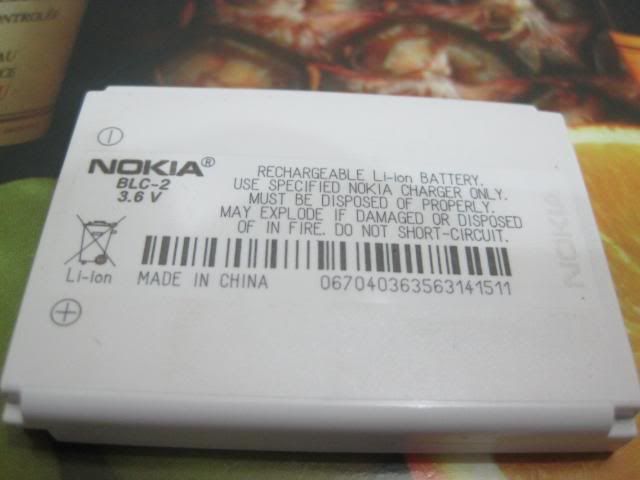 CONTRÔLÉE
NOKIA®
BLC-2
3.6 V
RECHARGEABLE Li-ion BATTERY.
USE SPECIFIED NOKIA CHARGER ONLY.
MUST BE DISPOSED OF PROPERLY.
MAY EXPLODE IF DAMAGED OR DISPOSED
OF IN FIRE. DO NOT SHORT-CIRCUIT.
Li-ion
MADE IN CHINA
067040363563141511
NOKIA